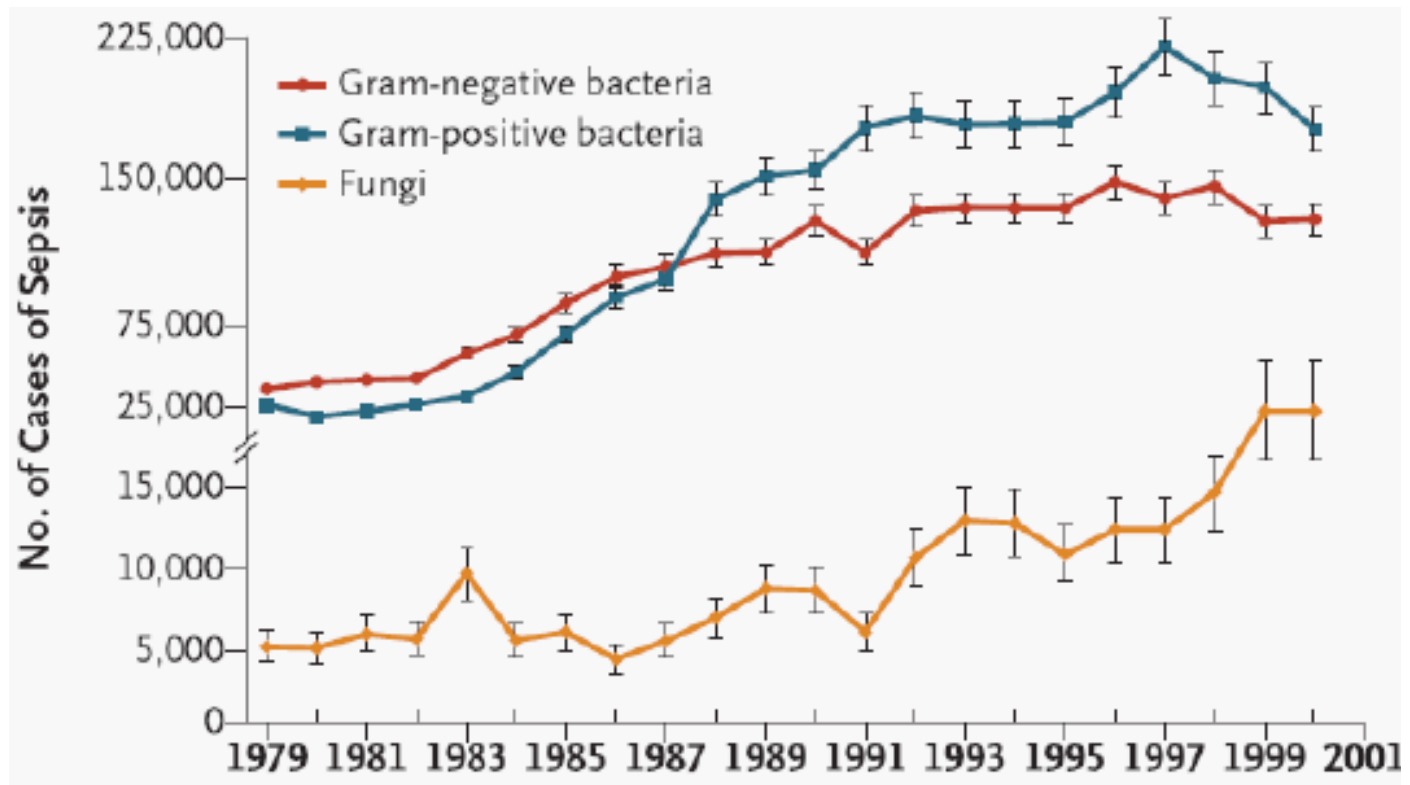 No. of Cases of Sepsis
225,000
150,000
75,000
25,000
15,000
10,000
5,000
0
Gram-negative bacteria
Gram-positive bacteria
Fungi
1979 1981 1983 1985 1987 1989 1991 1993 1995 1997 1999 2001